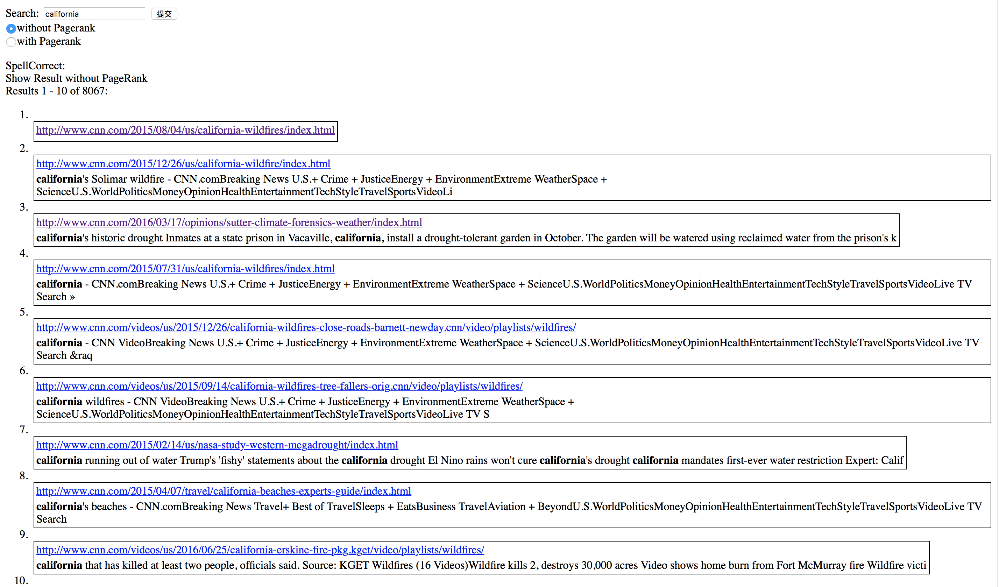 Search: california 提交
without Pagerank
with Pagerank
SpellCorrect:
Show Result without PageRank
Results 1 - 10 of 8067:
1.
http://www.cnn.com/2015/08/04/us/california-wildfires/index.html
2.
http://www.cnn.com/2015/12/26/us/california-wildfire/index.html
california's Solimar wildfire - CNN.comBreaking News U.S.+ Crime + JusticeEnergy + EnvironmentExtreme WeatherSpace +
ScienceU.S.WorldPoliticsMoneyOpinionHealthEntertainmentTechStyleTravelSportsVideoLi
3.
http://www.cnn.com/2016/03/17/opinions/sutter-climate-forensics-weather/index.html
california's historic drought Inmates at a state prison in Vacaville, california, install a drought-tolerant garden in October. The garden will be watered using reclaimed water from the prison's k
4.
http://www.cnn.com/2015/07/31/us/california-wildfires/index.html
california - CNN.comBreaking News U.S.+ Crime + JusticeEnergy + EnvironmentExtreme WeatherSpace + ScienceU.S.WorldPoliticsMoneyOpinionHealthEntertainmentTechStyleTravelSportsVideoLive TV
Search »
5.
http://www.cnn.com/videos/us/2015/12/26/california-wildfires-close-roads-barnett-newday.cnn/video/playlists/wildfires/
california - CNN VideoBreaking News U.S.+ Crime + JusticeEnergy + EnvironmentExtreme WeatherSpace + ScienceU.S.WorldPoliticsMoneyOpinionHealthEntertainmentTechStyleTravelSportsVideoLive TV
Search &raq
6.
http://www.cnn.com/videos/us/2015/09/14/california-wildfires-tree-fallers-orig.cnn/video/playlists/wildfires/
california wildfires - CNN VideoBreaking News U.S.+ Crime + JusticeEnergy + EnvironmentExtreme WeatherSpace +
ScienceU.S.WorldPoliticsMoneyOpinionHealthEntertainmentTechStyleTravelSportsVideoLive TV S
7.
http://www.cnn.com/2015/02/14/us/nasa-study-western-megadrought/index.html
california running out of water Trump's 'fishy' statements about the california drought El Nino rains won't cure california's drought california mandates first-ever water restriction Expert: Calif
8.
http://www.cnn.com/2015/04/07/travel/california-beaches-experts-guide/index.html
california's beaches - CNN.comBreaking News Travel+ Best of TravelSleeps + EatsBusiness TravelAviation + BeyondU.S.WorldPoliticsMoneyOpinionHealthEntertainmentTechStyleTravelSportsVideoLive TV
Search
9.
http://www.cnn.com/videos/us/2016/06/25/california-erskine-fire-pkg.kget/video/playlists/wildfires/
california that has killed at least two people, officials said. Source: KGET Wildfires (16 Videos)Wildfire kills 2, destroys 30,000 acres Video shows home burn from Fort McMurray fire Wildfire victi
10.